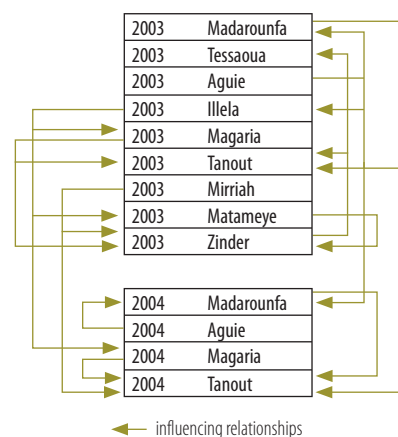 2003 Madarounfa
2003 Tessaoua
2003 Aguie
2003 Illela
2003 Magaria
2003 Tanout
2003 Mirriah
2003 Matameye
2003 Zinder
2004 Madarounfa
2004 Aguie
2004 Magaria
2004 Tanout
influencing relationships